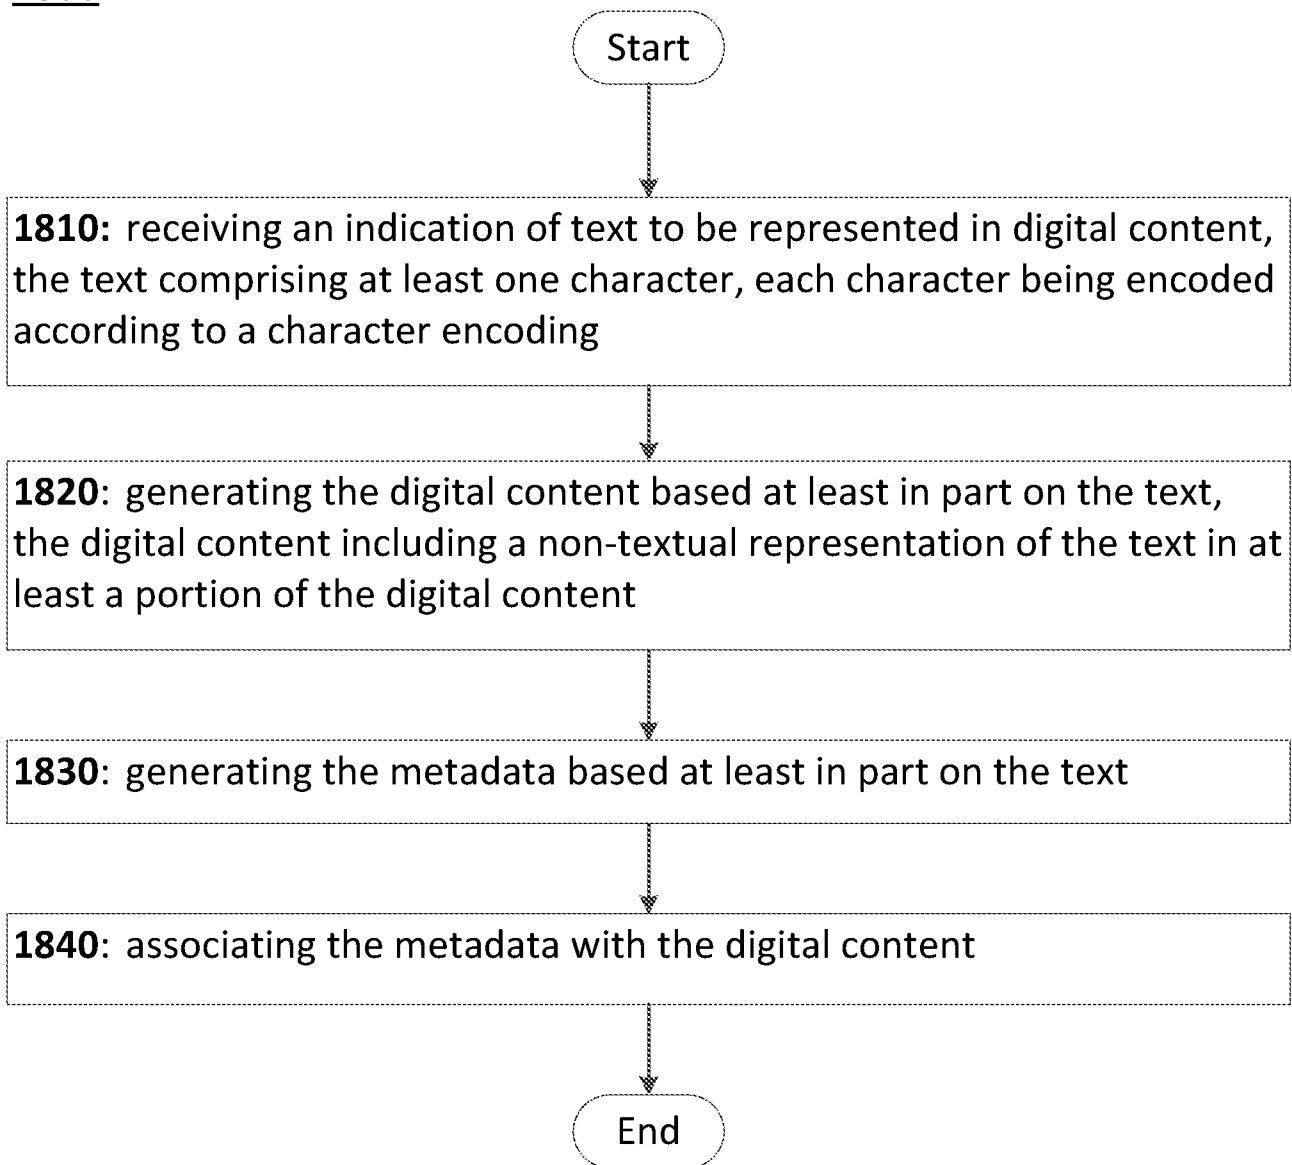 Start
1810: receiving an indication of text to be represented in digital content,
the text comprising at least one character, each character being encoded
according to a character encoding
1820: generating the digital content based at least in part on the text,
the digital content including a non-textual representation of the text in at
least a portion of the digital content
1830: generating the metadata based at least in part on the text
1840: associating the metadata with the digital content
End